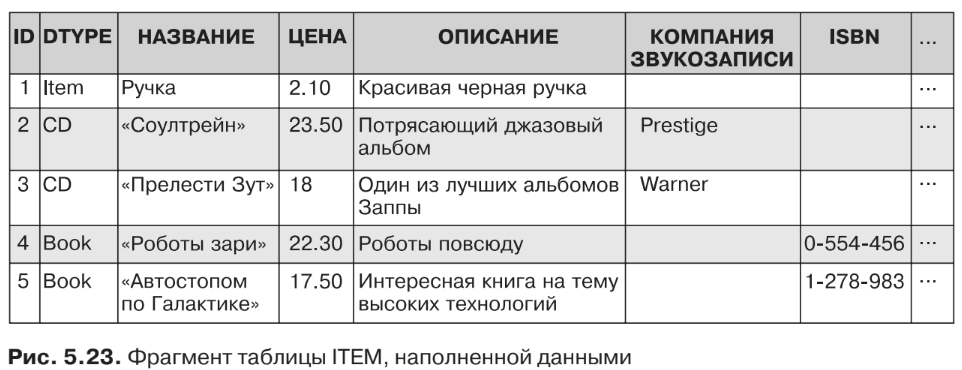 ID DTYPE НАЗВАНИЕ ЦЕНА ОПИСАНИЕ КОМПАНИЯ ЗВУКОЗАПИСИ ISBN ...
1 Item Ручка 2.10 Красивая черная ручка ...
2 CD «Соултрейн» 23.50 Потрясающий джазовый альбом Prestige ...
3 CD «Прелести Зут» 18 Один из лучших альбомов Заппы Warner ...
4 Book «Роботы зари» 22.30 Роботы повсюду 0-554-456 ...
5 Book «Автостопом по Галактике» 17.50 Интересная книга на тему высоких технологий 1-278-983 ...
Рис. 5.23. Фрагмент таблицы ITEM, наполненной данными